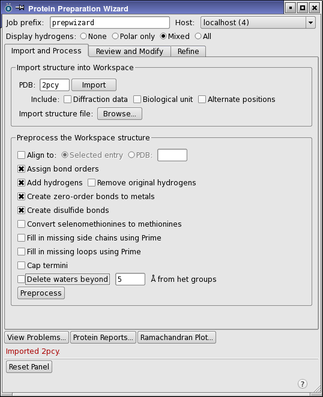 Protein Preparation Wizard
Job prefix: prepwizard Host: localhost (4)
Display hydrogens: None Polar only Mixed All
Import and Process Review and Modify Refine
Import structure into Workspace
PDB: 2pcy Import
Include: Diffraction data Biological unit Alternate positions
Import structure file: Browse...
Preprocess the Workspace structure
Align to: Selected entry PDB:
Assign bond orders
Add hydrogens Remove original hydrogens
Create zero-order bonds to metals
Create disulfide bonds
Convert selenomethionines to methionines
Fill in missing side chains using Prime
Fill in missing loops using Prime
Cap termini
Delete waters beyond 5 Å from het groups
Preprocess
View Problems... Protein Reports... Ramachandran Plot...
Imported 2pcy.
Reset Panel
?